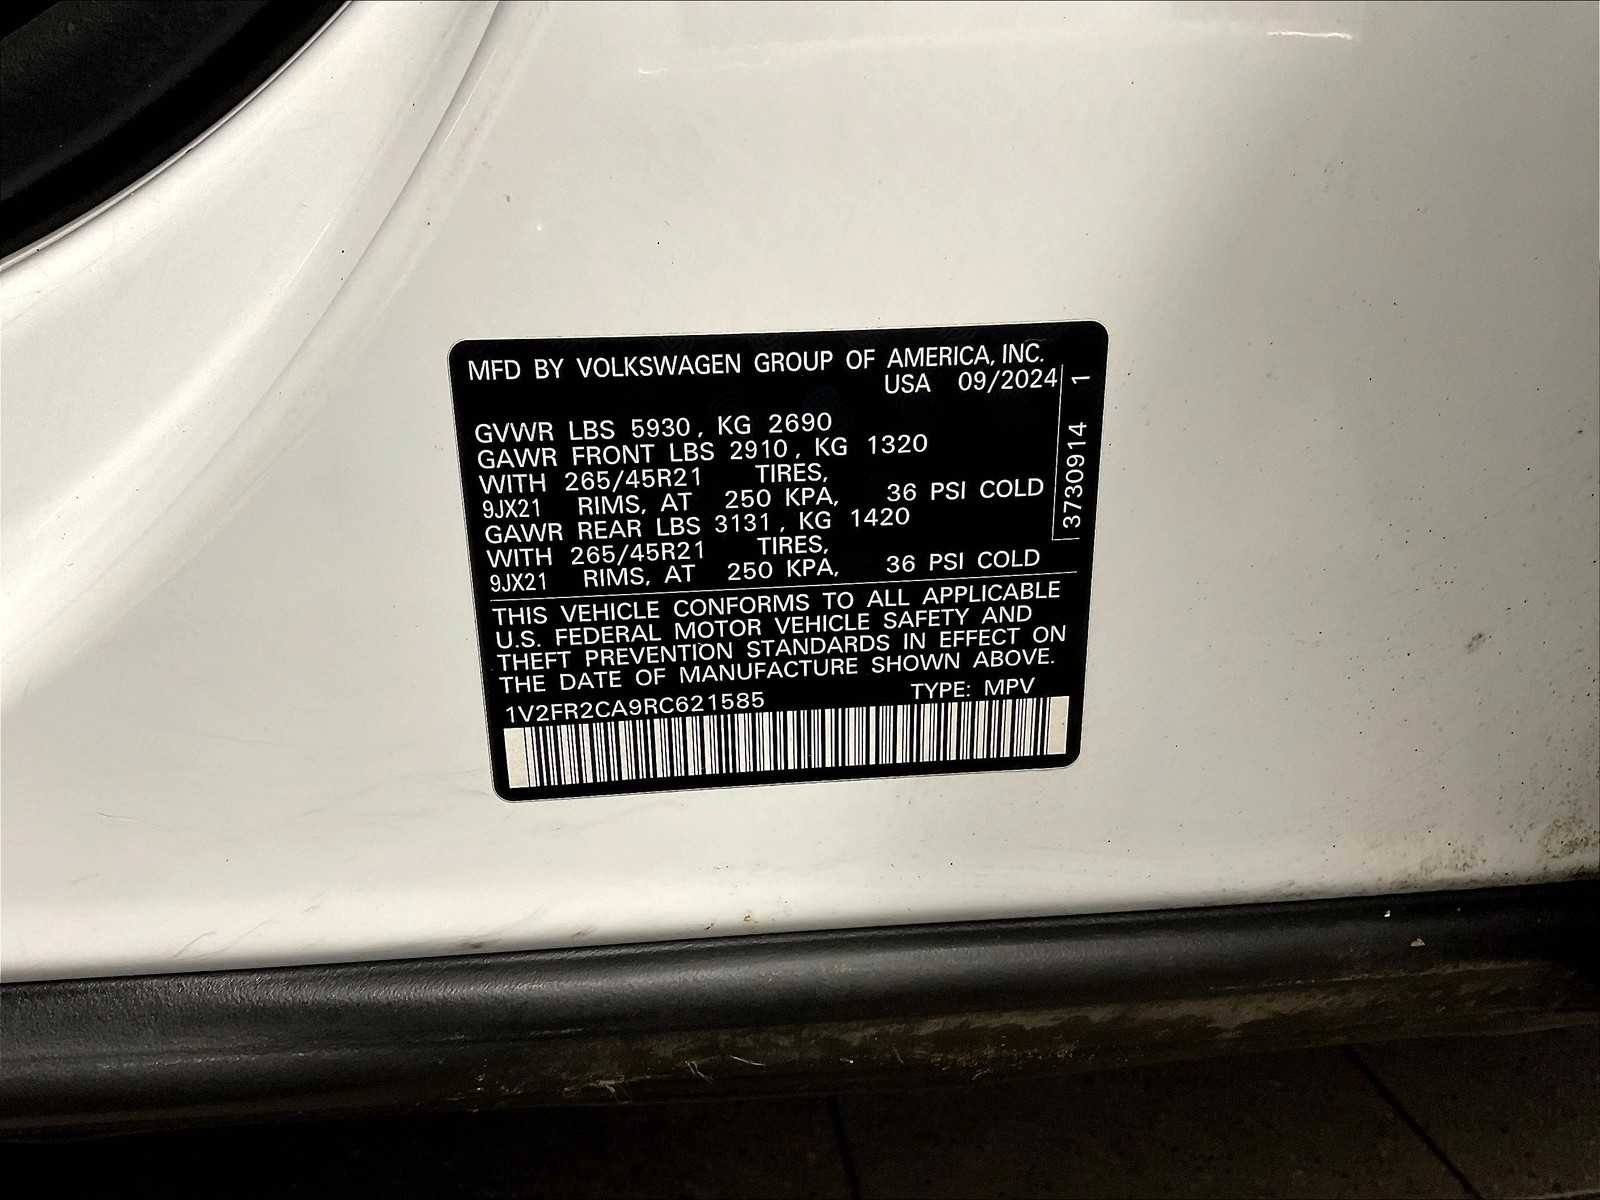 MFD BY VOLKSWAGEN GROUP OF AMERICA, INC.
USA 09/2024
GVWR LBS 5930, KG 2690
GAWR FRONT LBS 2910, KG 1320
WITH 265/45R21 TIRES,
9JX21 RIMS, AT 250 KPA, 36 PSI COLD
GAWR REAR LBS 3131, KG 1420
WITH 265/45R21 TIRES,
9JX21 RIMS, AT 250 KPA, 36 PSI COLD
3730914 1
THIS VEHICLE CONFORMS TO ALL APPLICABLE
U.S. FEDERAL MOTOR VEHICLE SAFETY AND
THEFT PREVENTION STANDARDS IN EFFECT ON
THE DATE OF MANUFACTURE SHOWN ABOVE.
1V2FR2CA9RC621585 TYPE: MPV